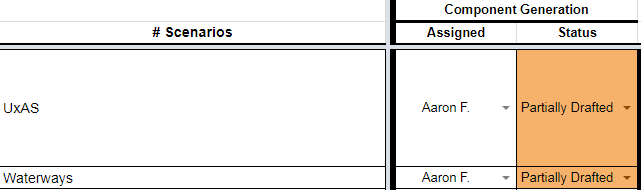 Component Generation
# Scenarios Assigned Status
UxAS Aaron F. Partially Drafted
Waterways Aaron F. Partially Drafted